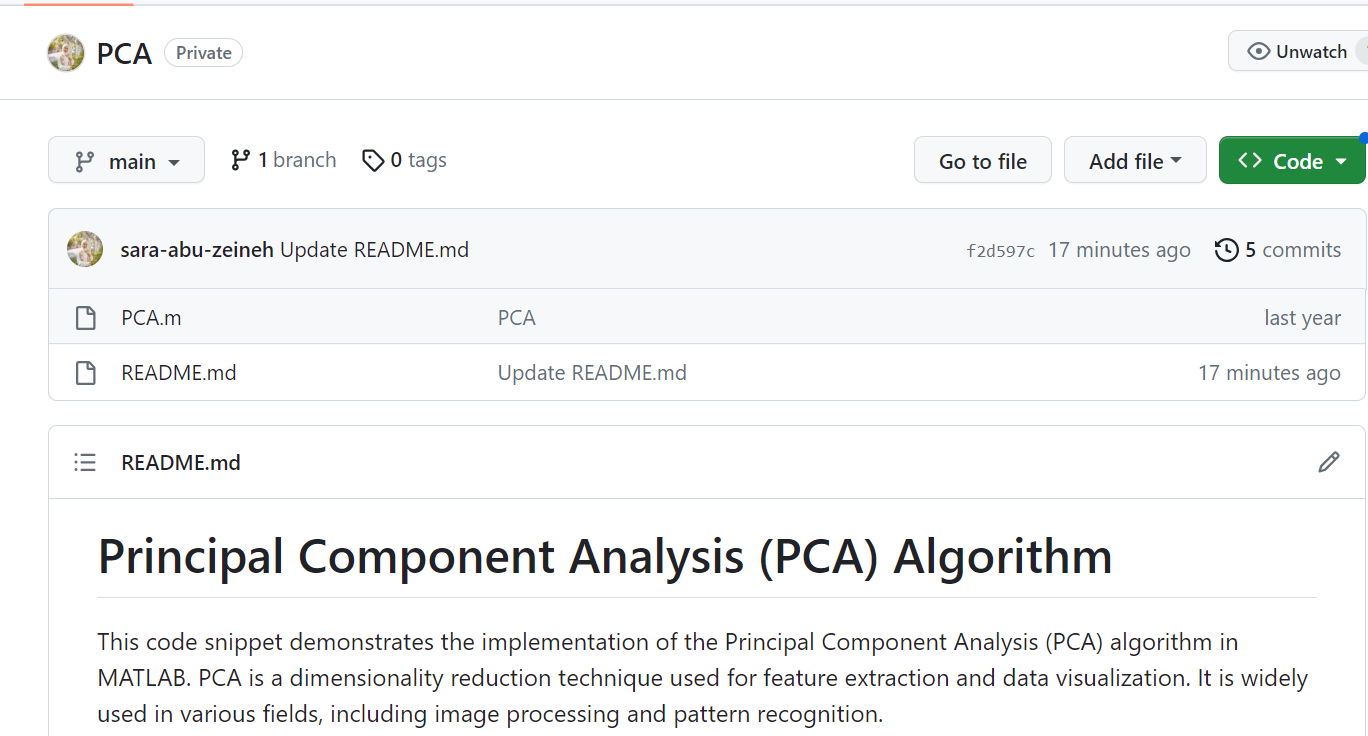 PCA Private Unwatch
main 1 branch 0 tags Go to file Add file Code
sara-abu-zeineh Update README.md f2d597c 17 minutes ago 5 commits
PCA.m PCA last year
README.md Update README.md 17 minutes ago
README.md
Principal Component Analysis (PCA) Algorithm
This code snippet demonstrates the implementation of the Principal Component Analysis (PCA) algorithm in
MATLAB. PCA is a dimensionality reduction technique used for feature extraction and data visualization. It is widely
used in various fields, including image processing and pattern recognition.